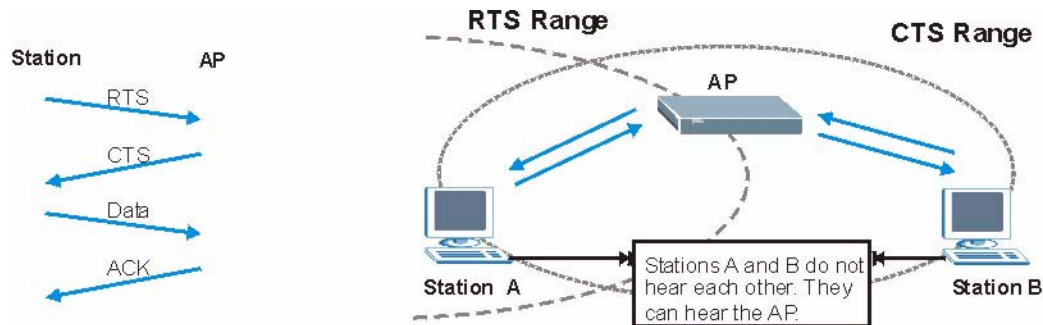 RTS Range
CTS Range
Station
AP
RTS
CTS
Data
ACK
AP
Station A
Stations A and B do not
hear each other. They
can hear the AP.
Station B